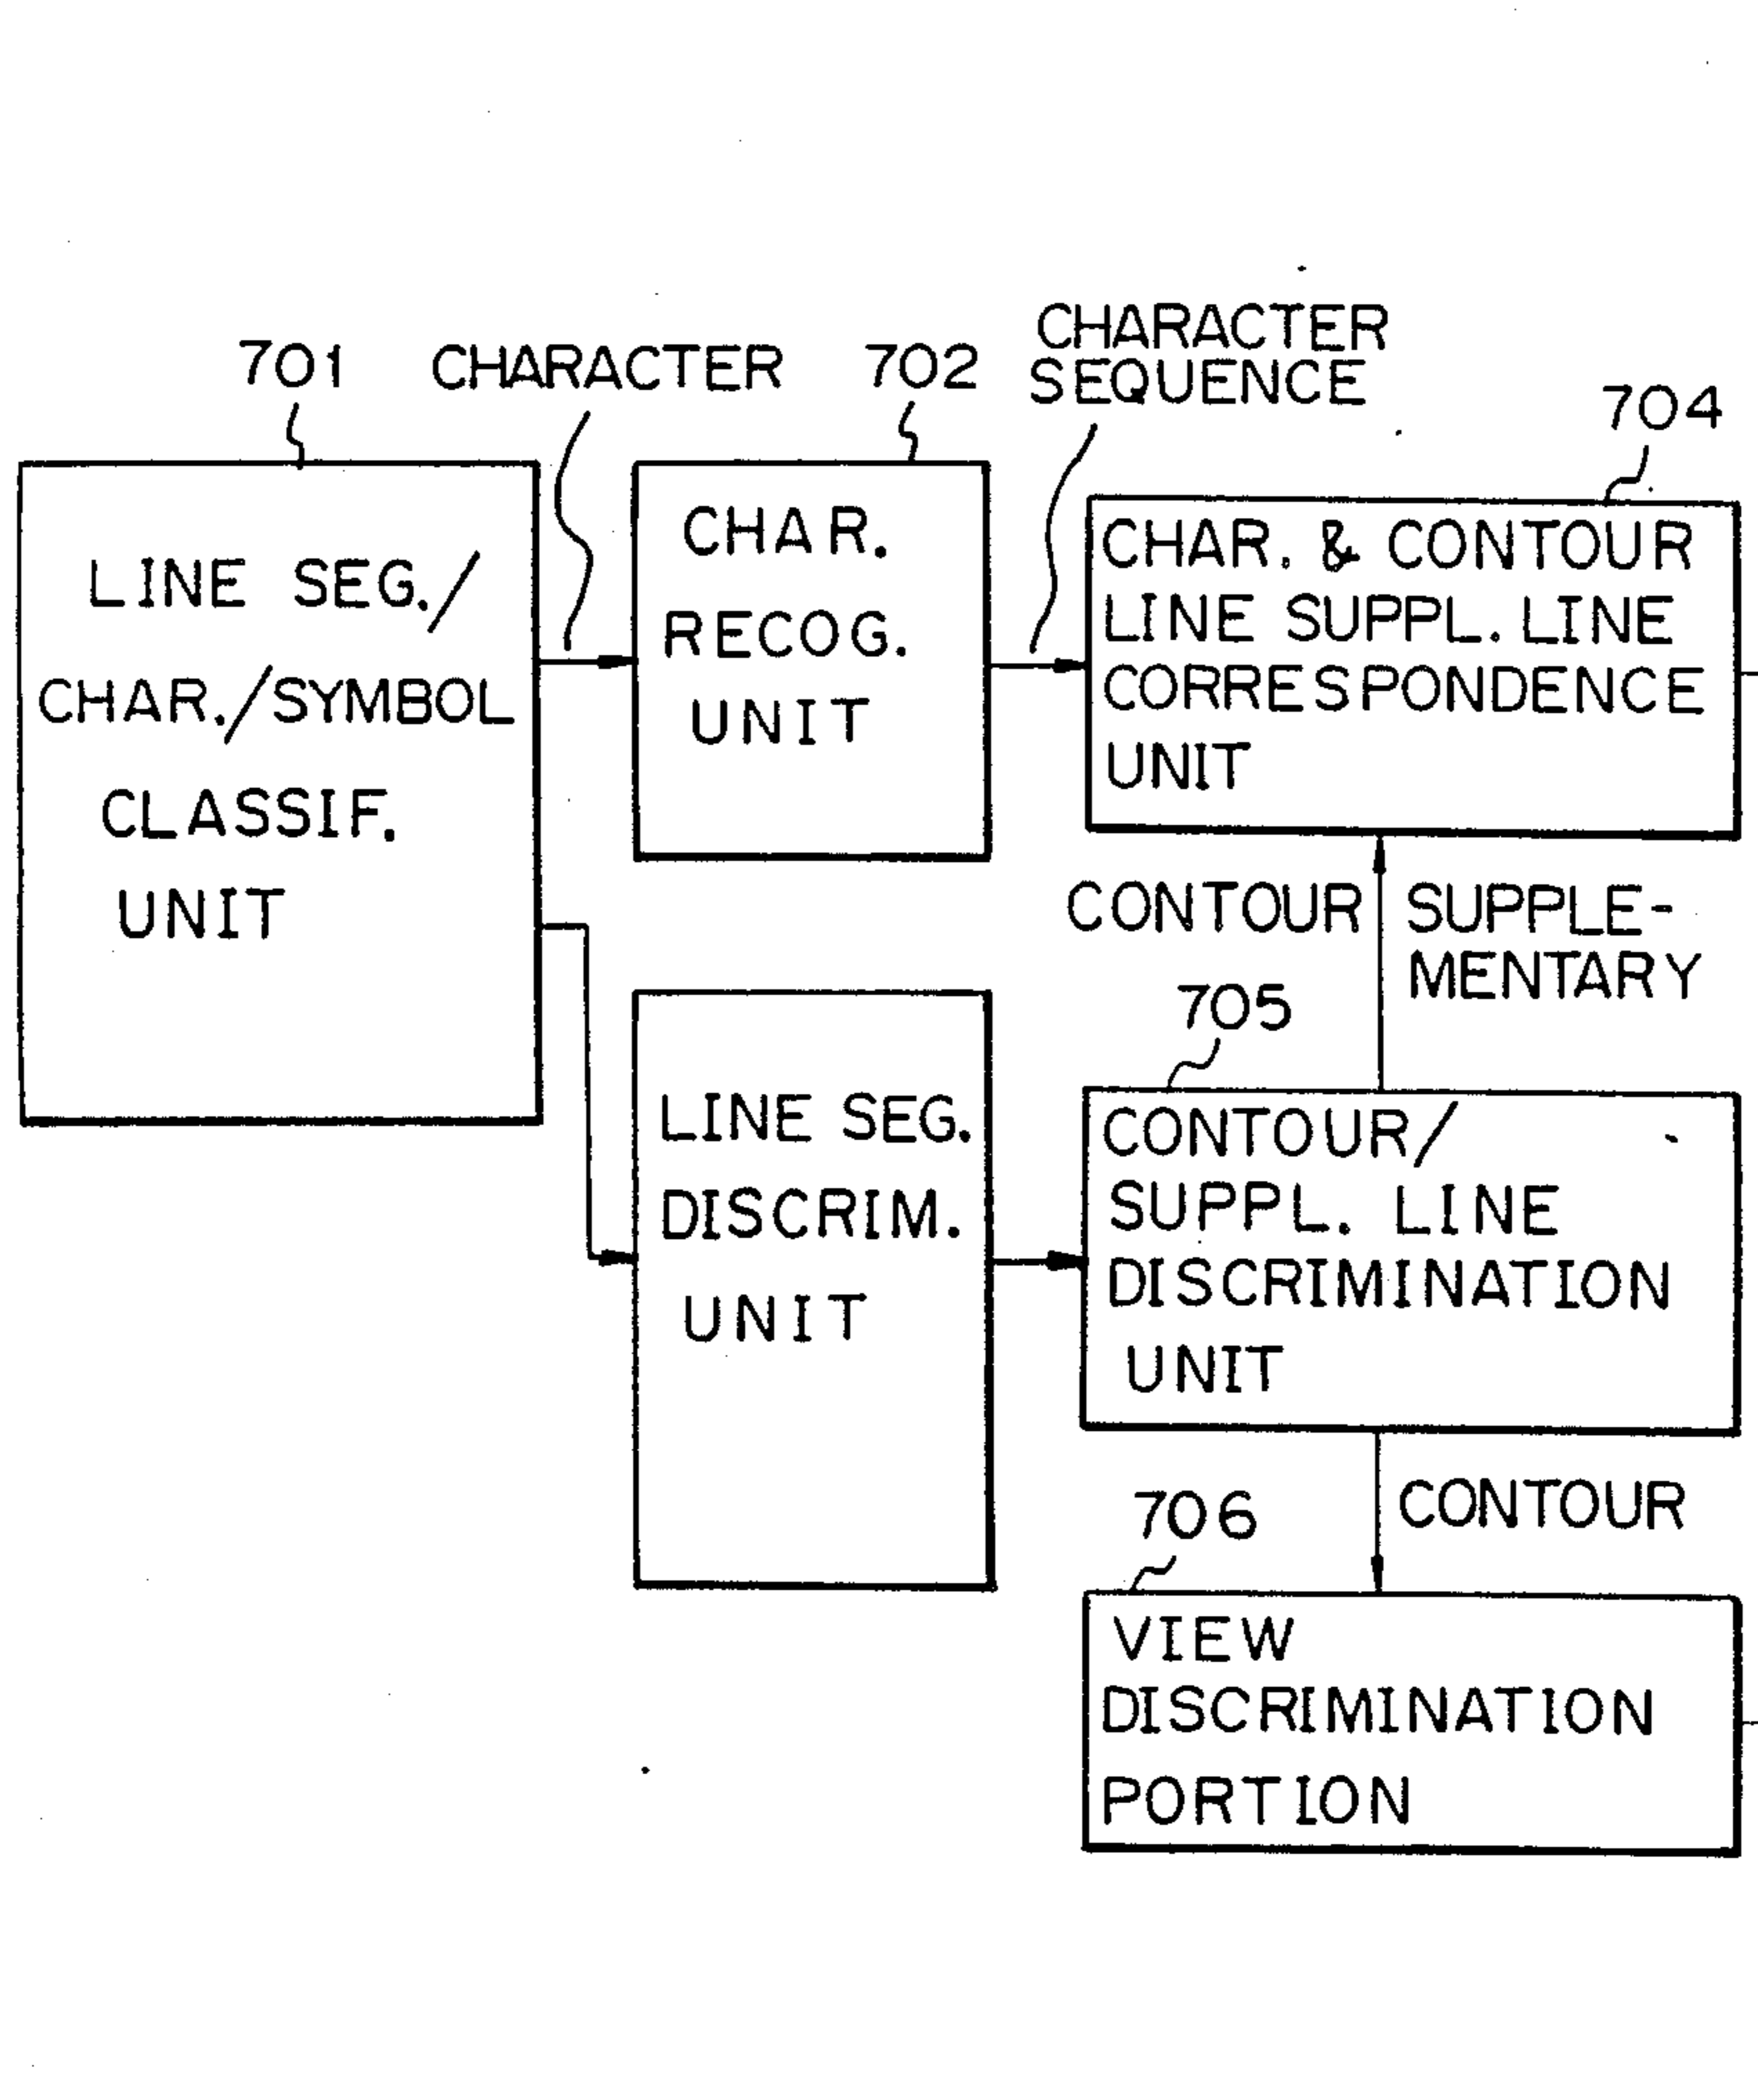 701
CHARACTER
702
CHARACTER
SEQUENCE
704
LINE SEG./
CHAR./SYMBOL
CLASSIF.
UNIT
CHAR.
RECOG.
UNIT
CHAR. & CONTOUR
LINE SUPPL. LINE
CORRESPONDENCE
UNIT
CONTOUR
SUPPLE-
MENTARY
705
LINE SEG.
DISCRIM.
UNIT
CONTOUR/
SUPPL. LINE
DISCRIMINATION
UNIT
CONTOUR
706
VIEW
DISCRIMINATION
PORTION